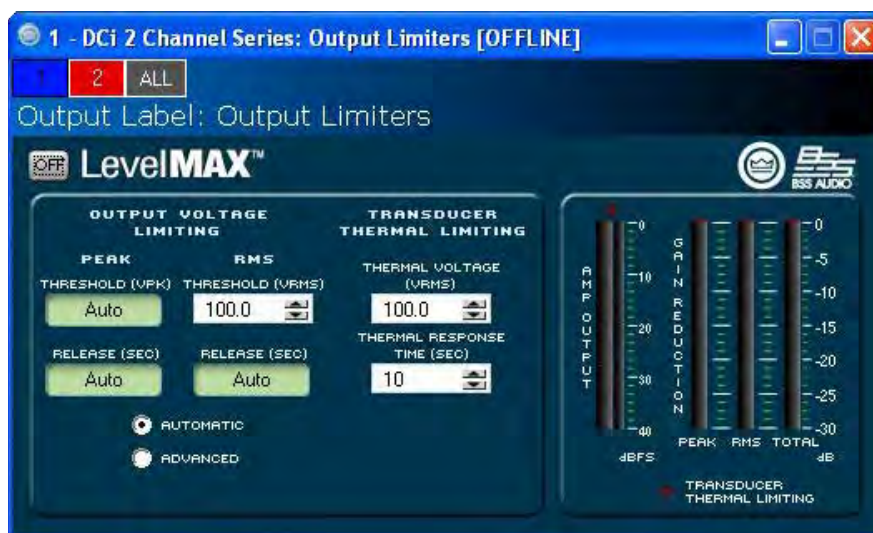 1 - DCi 2 Channel Series: Output Limiters [OFFLINE]
1 2 ALL
Output Label: Output Limiters
OFF LevelMAX™
BSS AUDIO
OUTPUT VOLTAGE
LIMITING
PEAK
THRESHOLD (VPK)
Auto
RELEASE (SEC)
Auto
RMS
THRESHOLD (VRMS)
100.0
RELEASE (SEC)
Auto
AUTOMATIC
ADVANCED
TRANSDUCER
THERMAL LIMITING
THERMAL VOLTAGE
(VRMS)
100.0
THERMAL RESPONSE
TIME (SEC)
10
AMP OUTPUT
0
-10
-20
-30
-40
dBFS
GAIN REDUCTION
0
-5
-10
-15
-20
-25
-30
PEAK RMS TOTAL
dB
TRANSDUCER
THERMAL LIMITING